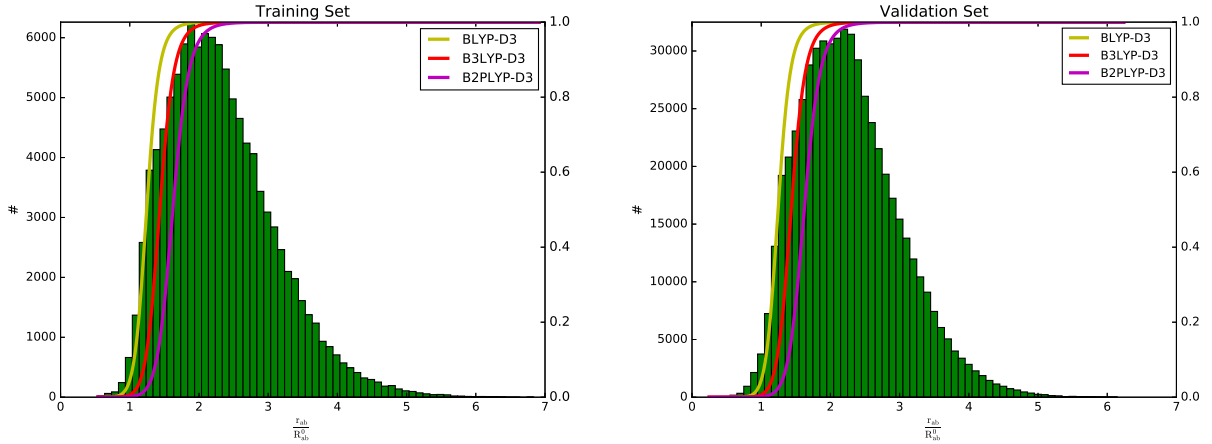 Training Set
6000
5000
4000
3000
2000
1000
0
#
1.0
0.8
0.6
0.4
0.2
0.0
BLYP-D3
B3LYP-D3
B2PLYP-D3
0 1 2 3 4 5 6 7
r_ab
R^0_ab
Validation Set
30000
25000
20000
15000
10000
5000
0
#
1.0
0.8
0.6
0.4
0.2
0.0
BLYP-D3
B3LYP-D3
B2PLYP-D3
0 1 2 3 4 5 6 7
r_ab
R^0_ab